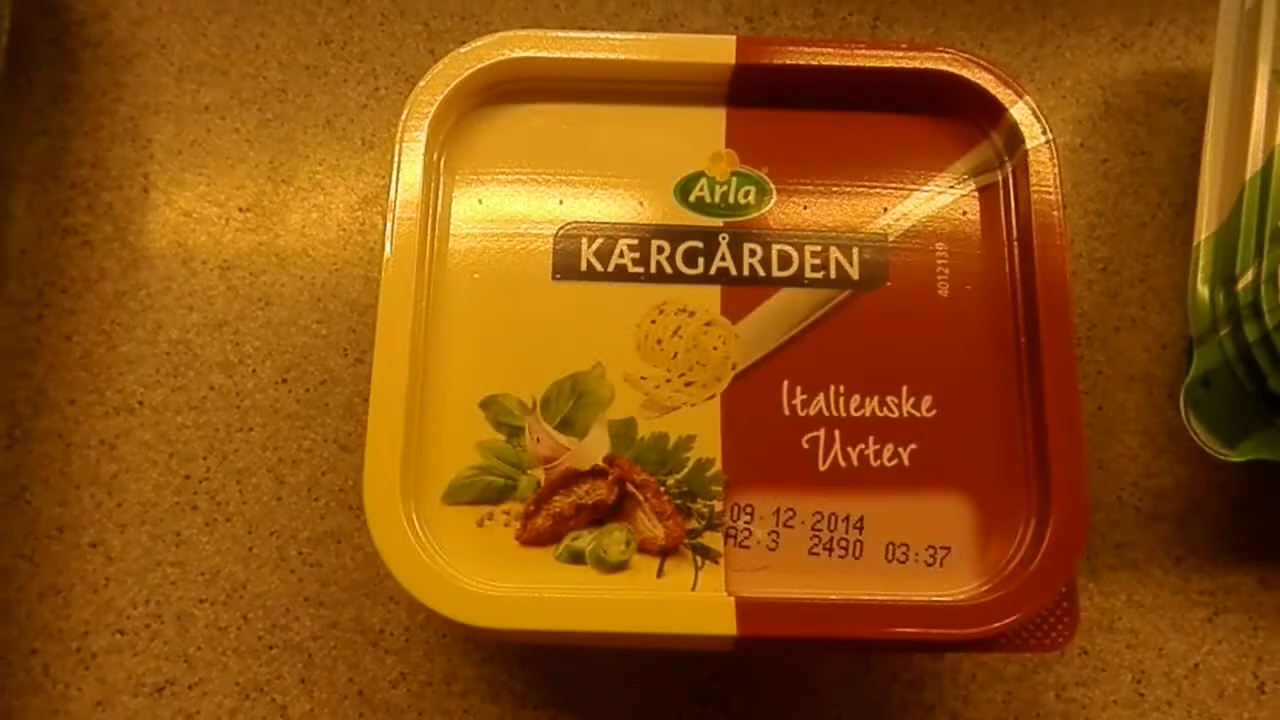 Arla
KÆRGÅRDEN
4012139
Italienske
Urter
09.12.2014
A2.3 2490 03:37